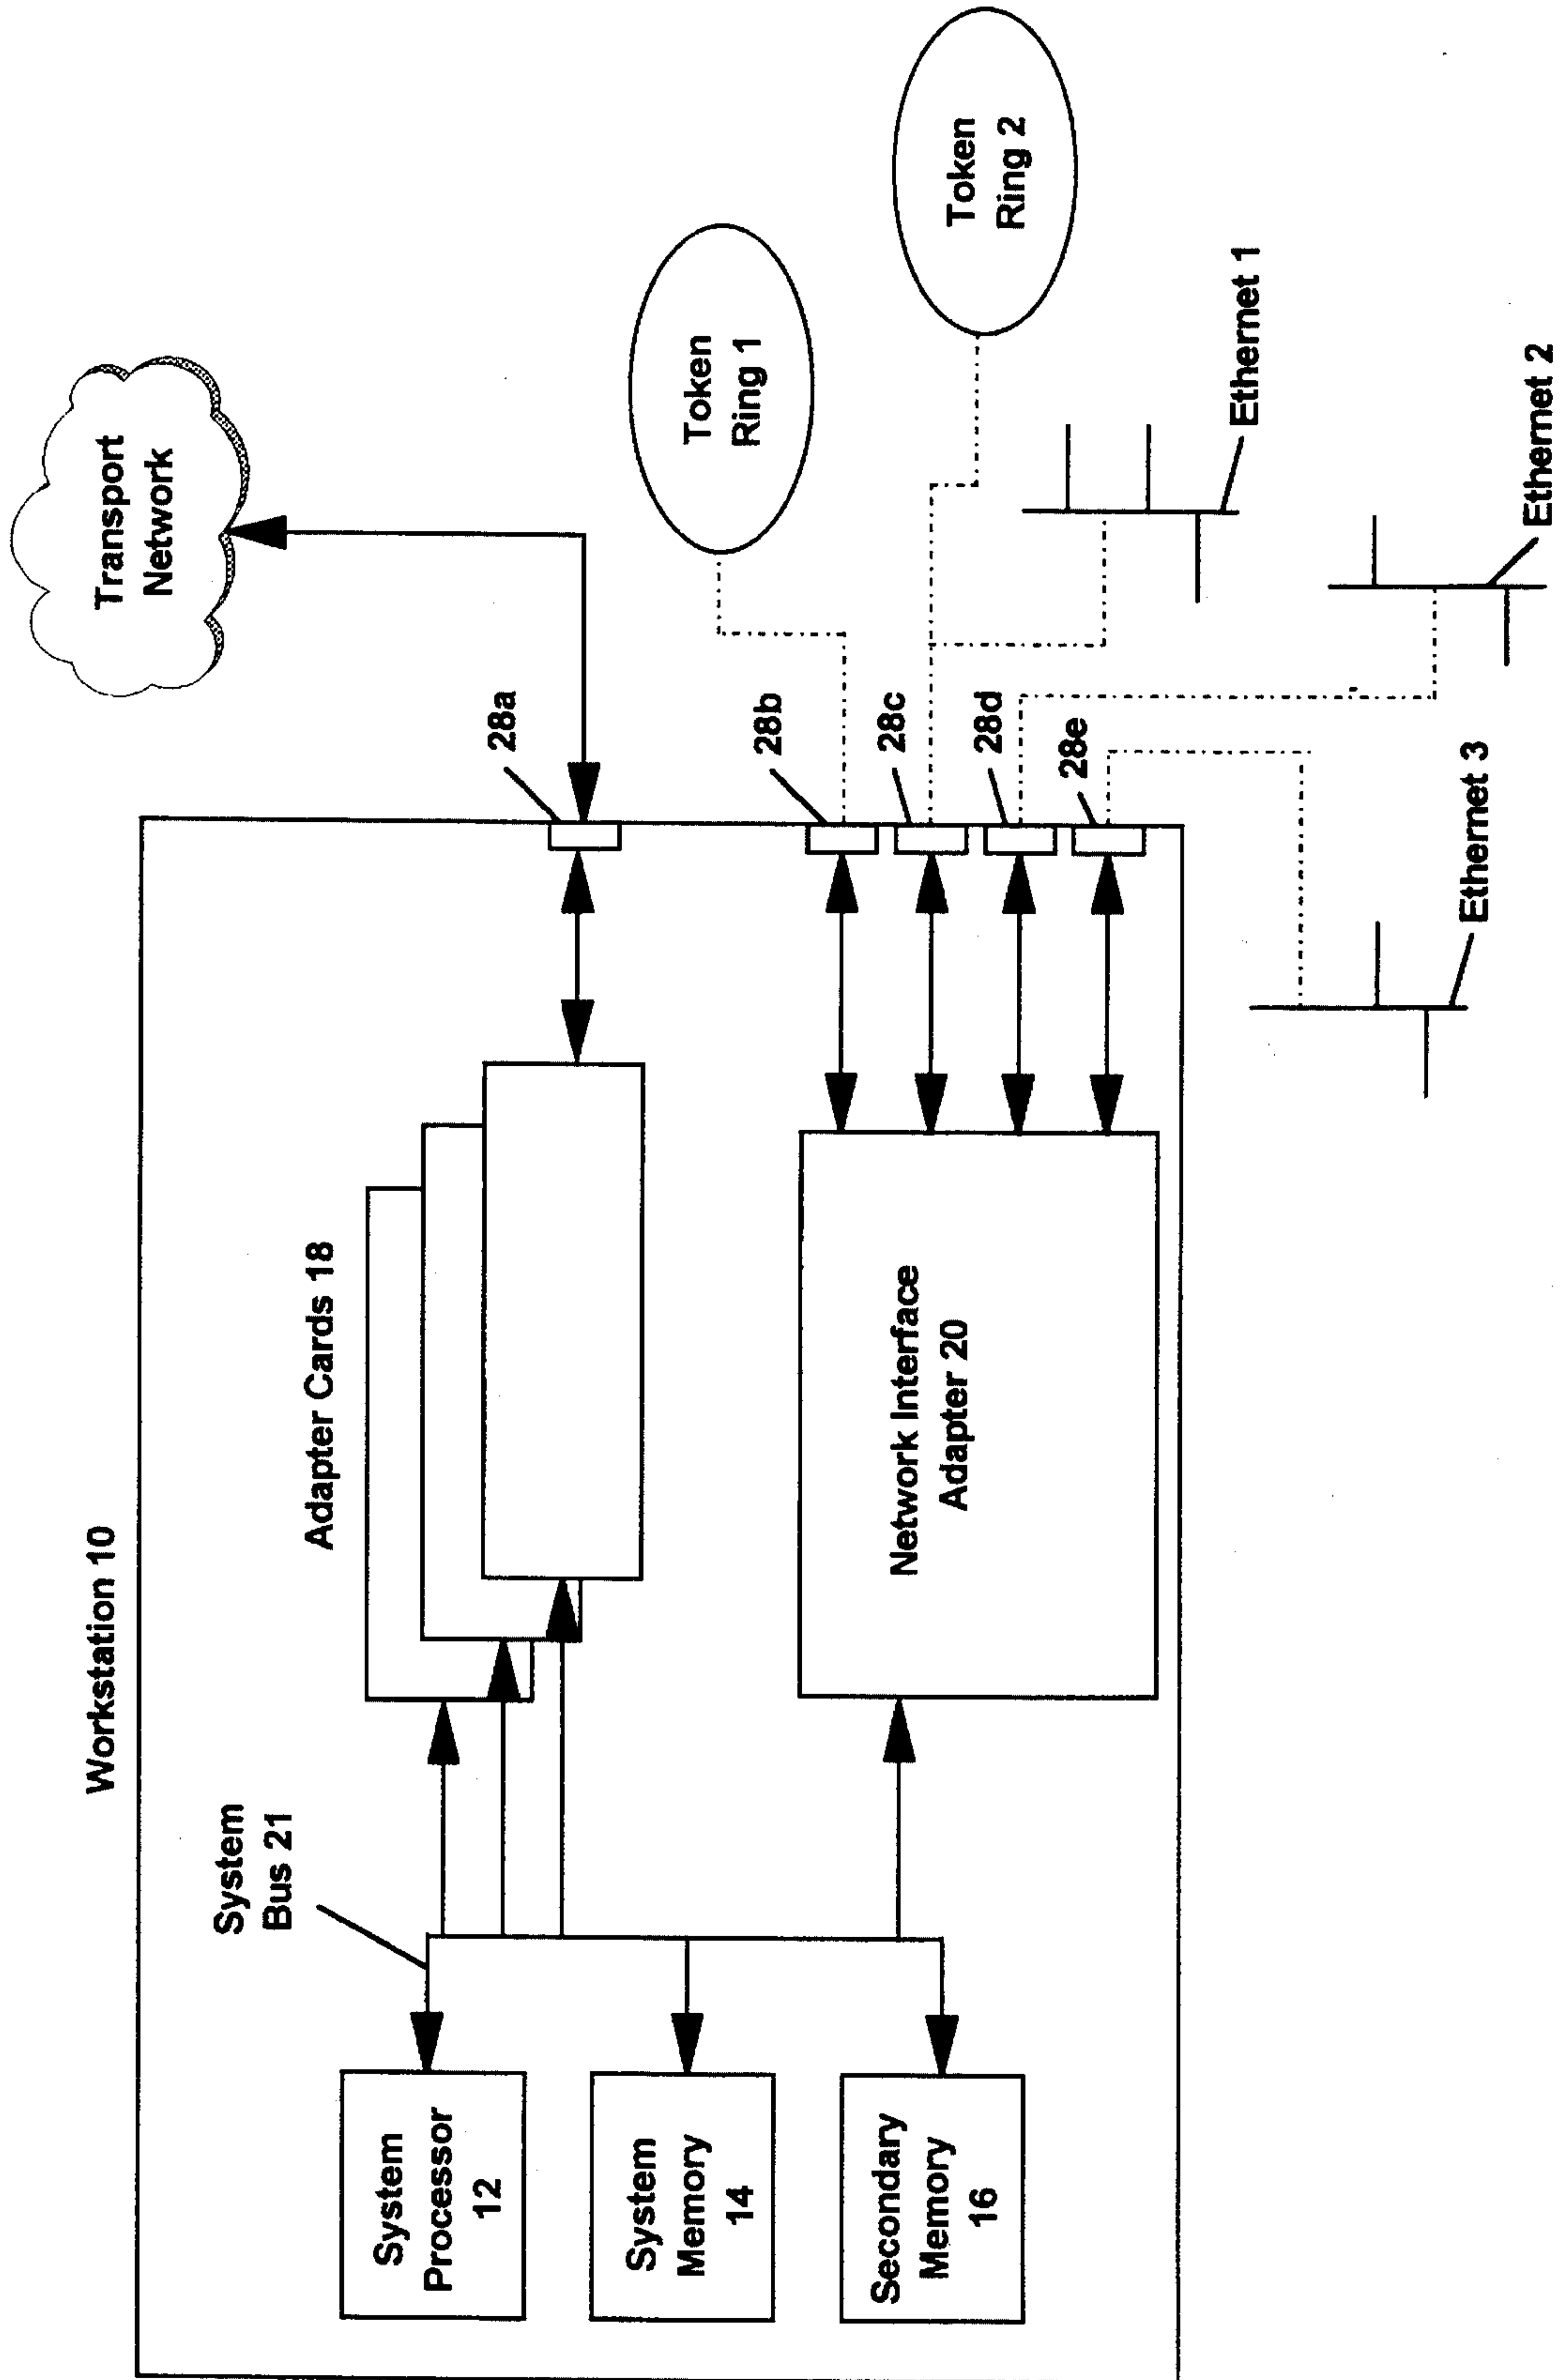 Workstation 10
System
Bus 21
System
Processor
12
System
Memory
14
Secondary
Memory
16
Adapter Cards 18
Network Interface
Adapter 20
28a
28b
28c
28d
28e
Transport
Network
Token
Ring 1
Token
Ring 2
Ethernet 1
Ethernet 2
Ethernet 3